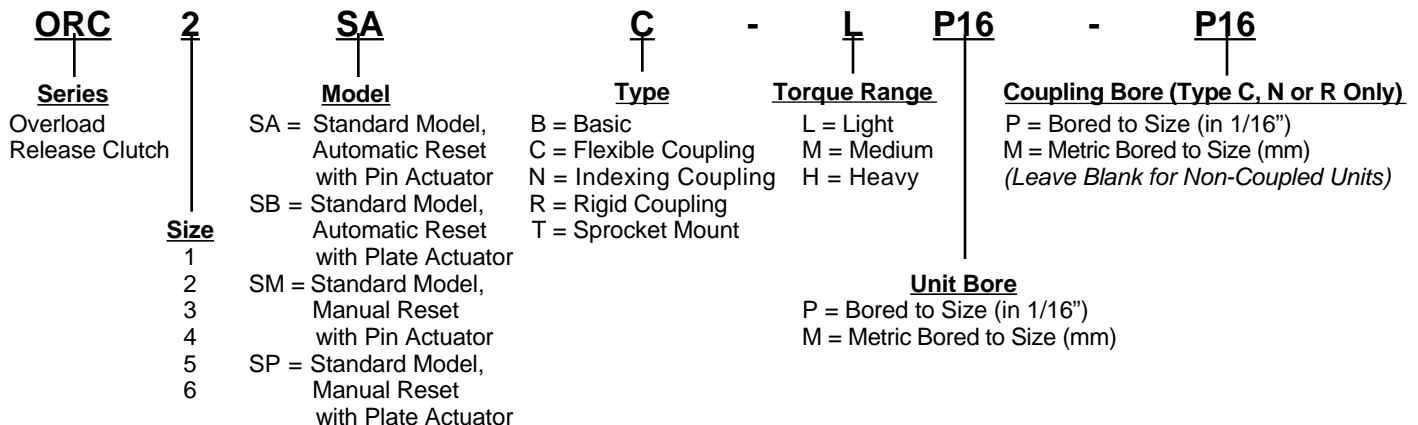 ORC 2 SA C - L P16 - P16
Series
Overload
Release Clutch
Size
1
2
3
4
5
6
Model
SA = Standard Model,
Automatic Reset
with Pin Actuator
SB = Standard Model,
Automatic Reset
with Plate Actuator
SM = Standard Model,
Manual Reset
with Pin Actuator
SP = Standard Model,
Manual Reset
with Plate Actuator
Type
B = Basic
C = Flexible Coupling
N = Indexing Coupling
R = Rigid Coupling
T = Sprocket Mount
Torque Range
L = Light
M = Medium
H = Heavy
Unit Bore
P = Bored to Size (in 1/16”)
M = Metric Bored to Size (mm)
Coupling Bore (Type C, N or R Only)
P = Bored to Size (in 1/16”)
M = Metric Bored to Size (mm)
(Leave Blank for Non-Coupled Units)